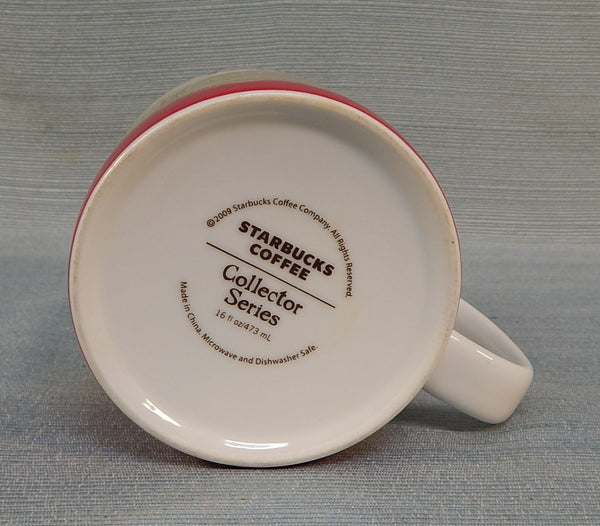 ©2009 Starbucks Coffee Company. All Rights Reserved.
STARBUCKS
COFFEE
Collector
Series
16 fl oz/473 mL
Made in China. Microwave and Dishwasher Safe.